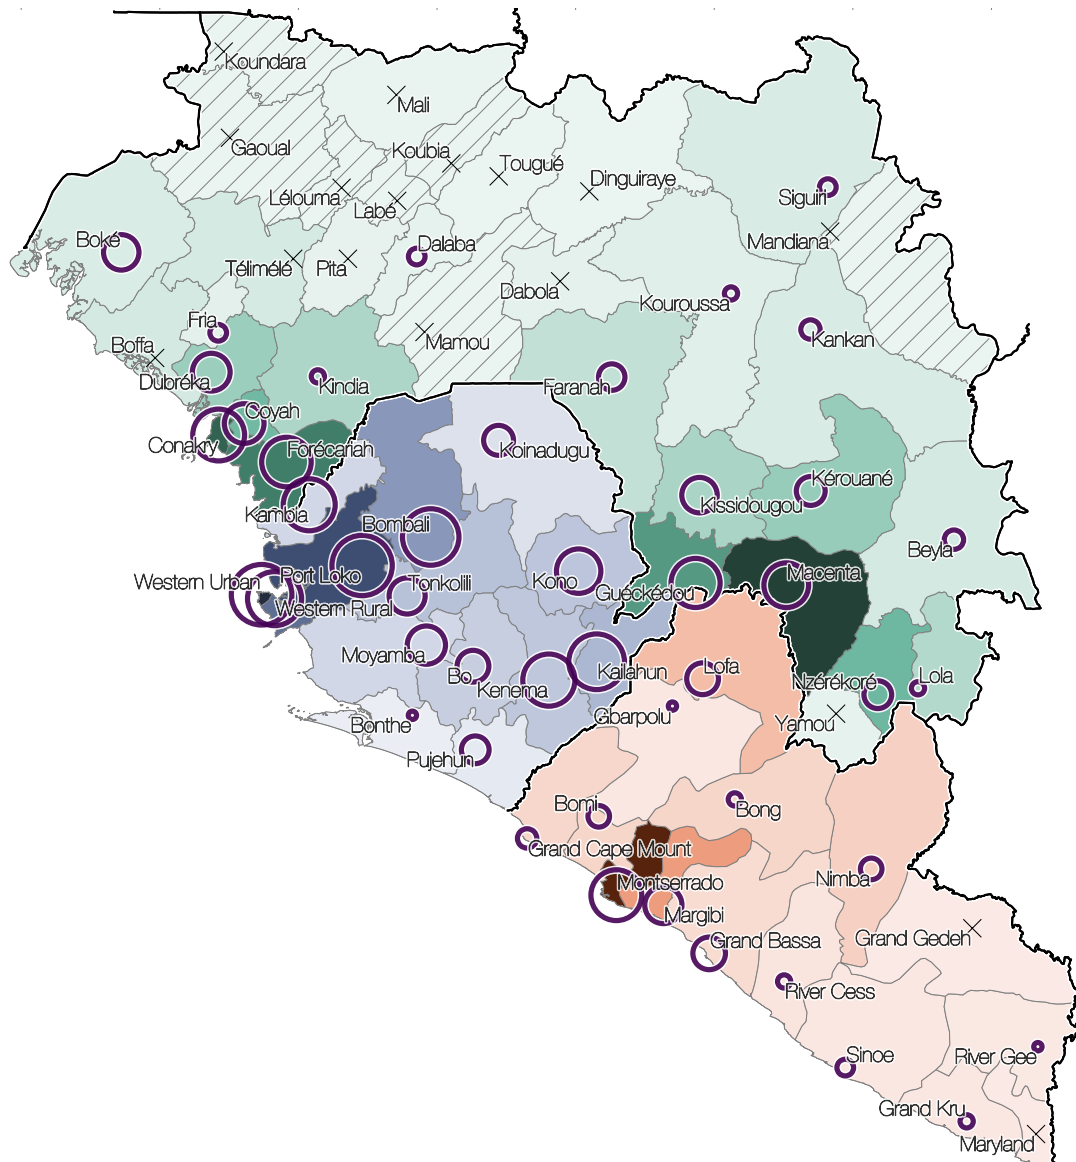 Koundara
Mali
Gaoual
Koubia
Tougué
Dinguiraye
Lélouma
Labé
Siguiri
Boké
Dalaba
Mandiana
Télimélé
Pita
Dabola
Kouroussa
Fria
Boffa
Mamou
Kankan
Dubréka
Kindia
Faranah
Coyah
Conakry
Forécariah
Koinadugu
Kérouané
Kissidougou
Kambia
Bombali
Beyla
Western Urban
Port Loko
Tonkolili
Kono
Guéckédou
Macenta
Western Rural
Moyamba
Bo
Kenema
Kailahun
Lofa
Nzérékoré
Lola
Bonthe
Gbarpolu
Yamou
Pujehun
Bomi
Bong
Grand Cape Mount
Montserrado
Nimba
Margibi
Grand Bassa
Grand Gedeh
River Cess
Sinoe
River Gee
Grand Kru
Maryland